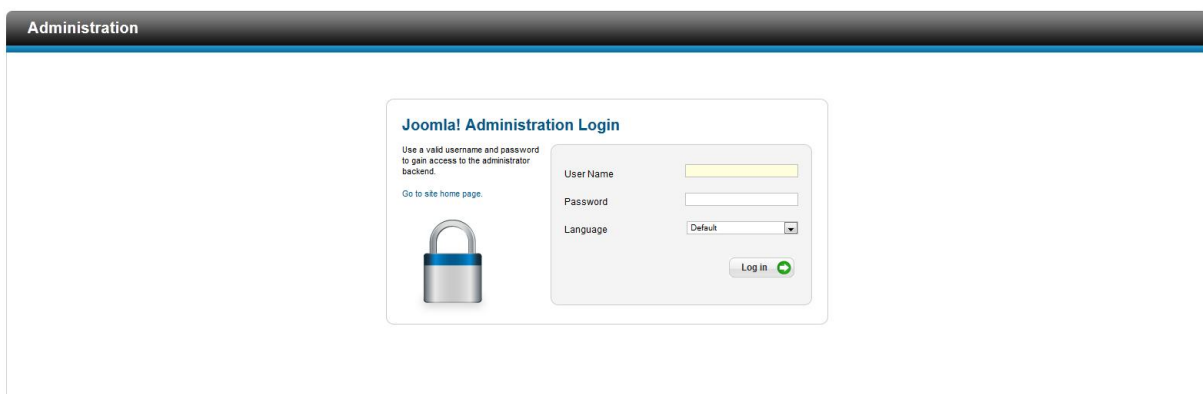 Administration
Joomla! Administration Login
Use a valid username and password
to gain access to the administrator
backend.
Go to site home page.
User Name
Password
Language
Default
Log in